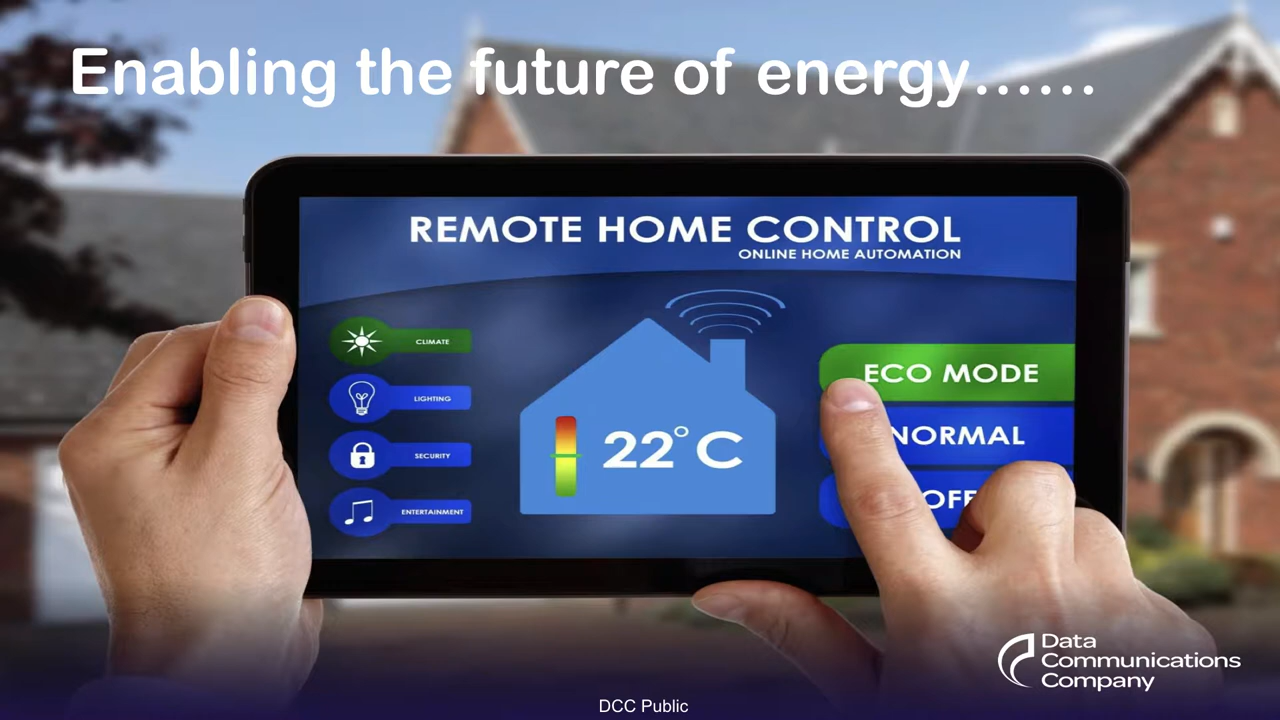 Enabling the future of energy……
REMOTE HOME CONTROL
ONLINE HOME AUTOMATION
CLIMATE
LIGHTING
SECURITY
ENTERTAINMENT
22°C
ECO MODE
NORMAL
OFF
Data
Communications
Company
DCC Public